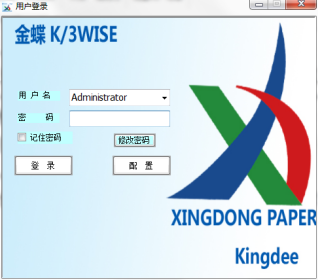 用户登录
金蝶 K/3WISE
用 户 名 Administrator
密 码
记住密码 修改密码
登 录 配 置
XINGDONG PAPER
Kingdee